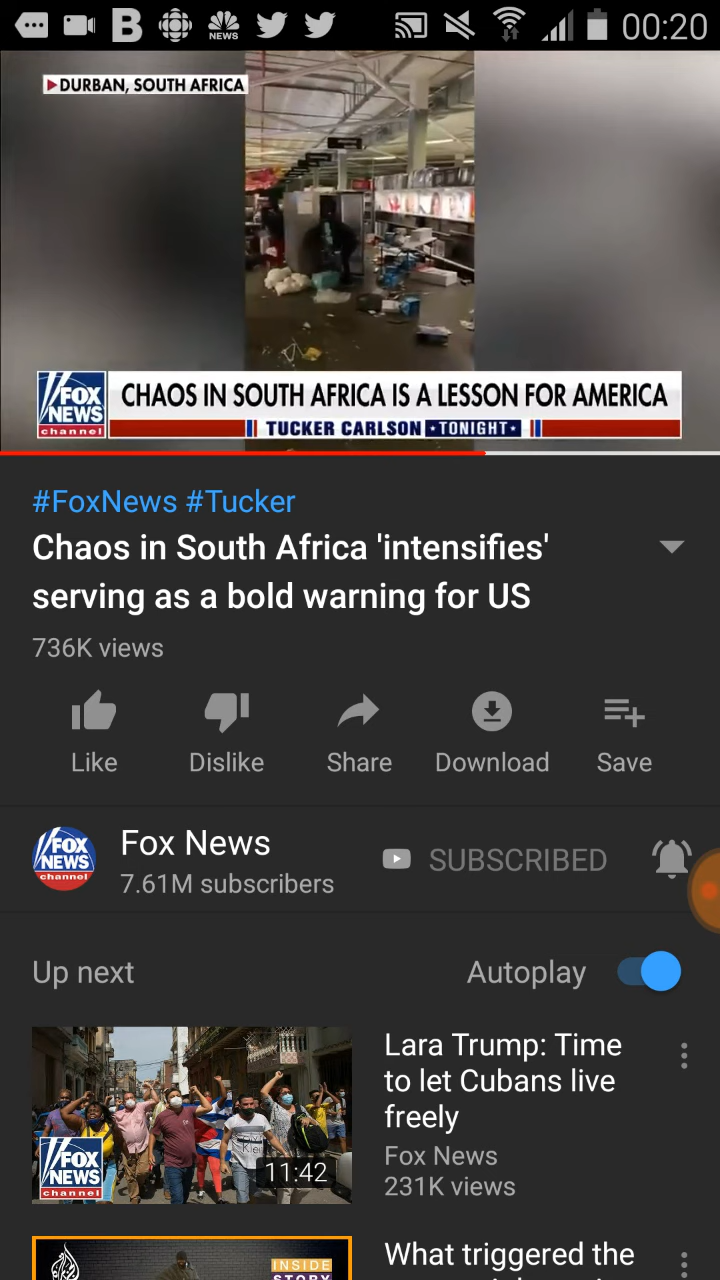 B
NEWS
00:20
▶DURBAN, SOUTH AFRICA
FOX
NEWS
channel
CHAOS IN SOUTH AFRICA IS A LESSON FOR AMERICA
TUCKER CARLSON TONIGHT
#FoxNews #Tucker
Chaos in South Africa 'intensifies'
serving as a bold warning for US
736K views
Like
Dislike
Share
Download
Save
FOX
NEWS
channel
Fox News
7.61M subscribers
SUBSCRIBED
Up next
Autoplay
FOX
NEWS
channel
11:42
Lara Trump: Time
to let Cubans live
freely
Fox News
231K views
INSIDE
STORY
What triggered the